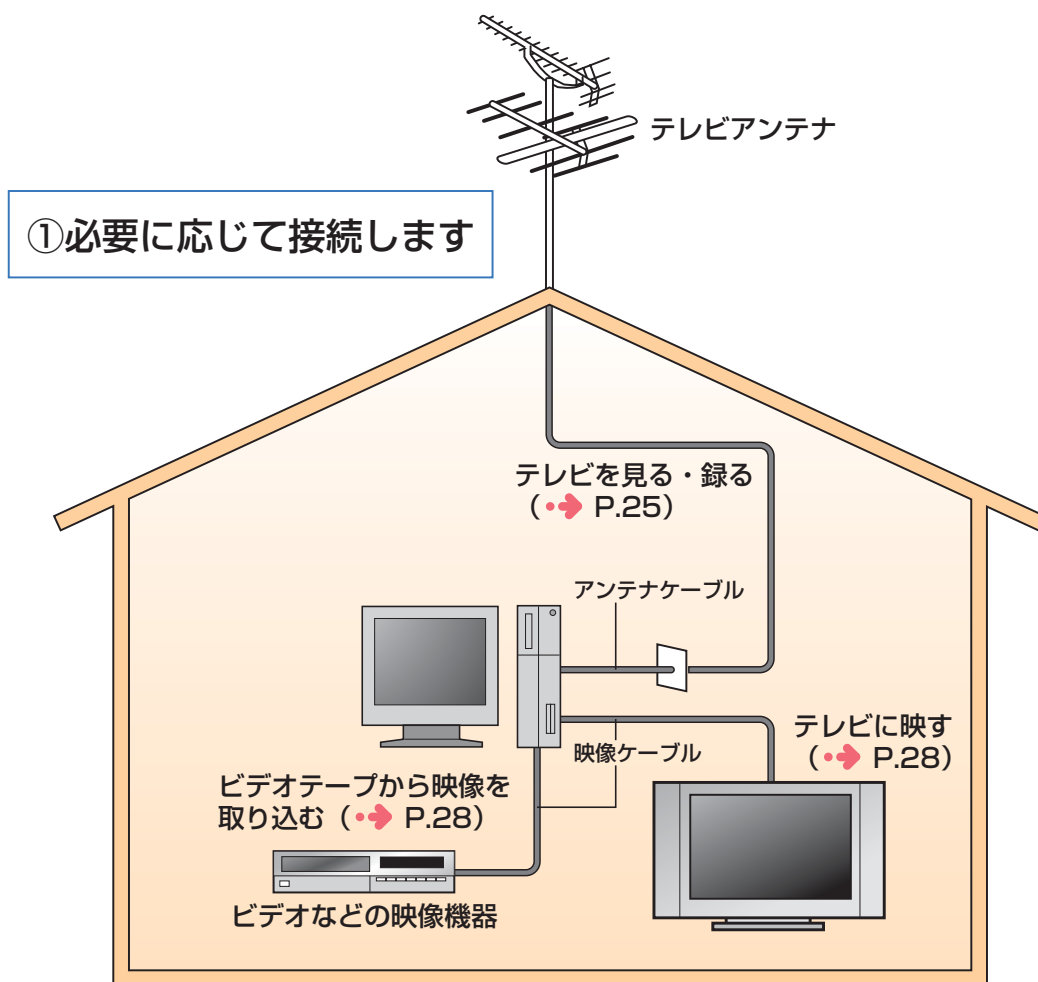 テレビアンテナ
①必要に応じて接続します
テレビを見る・録る
（ P.25）
アンテナケーブル
テレビに映す
（ P.28）
映像ケーブル
ビデオテープから映像を
取り込む（ P.28）
ビデオなどの映像機器